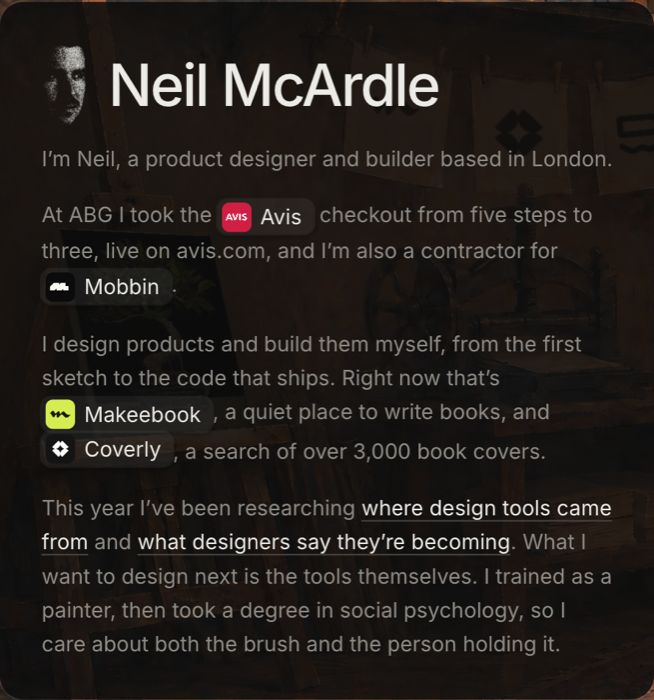 Neil McArdle
I’m Neil, a product designer and builder based in London.
At ABG I took the AVIS Avis checkout from five steps to
three, live on avis.com, and I’m also a contractor for
Mobbin .
I design products and build them myself, from the first
sketch to the code that ships. Right now that’s
Makeebook , a quiet place to write books, and
Coverly , a search of over 3,000 book covers.
This year I’ve been researching where design tools came
from and what designers say they’re becoming. What I
want to design next is the tools themselves. I trained as a
painter, then took a degree in social psychology, so I
care about both the brush and the person holding it.